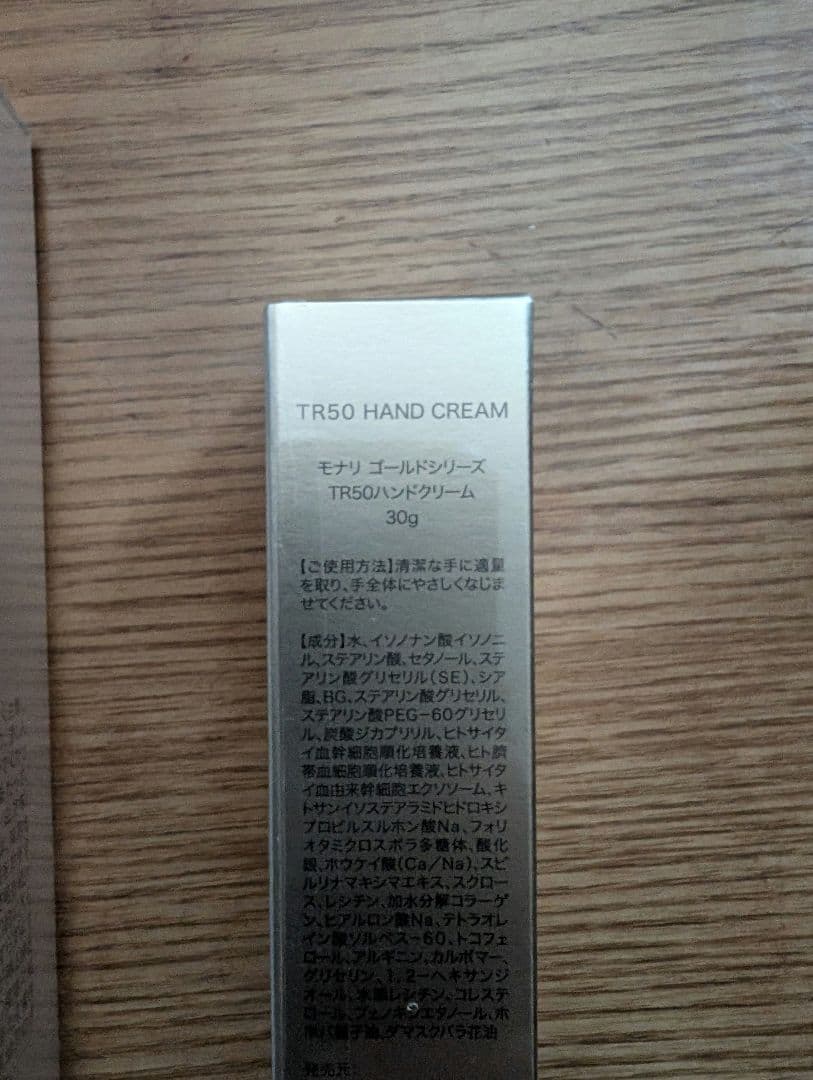 TR50 HAND CREAM
モナリ ゴールドシリーズ
TR50ハンドクリーム
30g
【ご使用方法】清潔な手に適量
を取り、手全体にやさしくなじま
せてください。
【成分】水、イソノナン酸イソノニ
ル、ステアリン酸、セタノール、ステ
アリン酸グリセリル(SE)、シア
脂、BG、ステアリン酸グリセリル、
ステアリン酸PEG-60グリセリ
ル、炭酸ジカプリリル、ヒトサイタ
イ血幹細胞順化培養液、ヒト臍
帯血細胞順化培養液、ヒトサイタ
イ血由来幹細胞エクソソーム、キ
トサンイソステアラミドヒドロキシ
プロピルスルホン酸Na、フォリ
オタミクロスポラ多糖体、酸化
銀、ホウケイ酸(Ca/Na)、スピ
ルリナマキシマエキス、スクロー
ス、レシチン、加水分解コラーゲ
ン、ヒアルロン酸Na、テトラオレ
イン酸ソルベス-60、トコフェ
ロール、アルギニン、カルボマー、
グリセリン、1,2-ヘキサンジ
オール、水添レシチン、コレステ
ロール、フェノキシエタノール、ホ
ホバ種子油、ダマスクバラ花油
発売元: